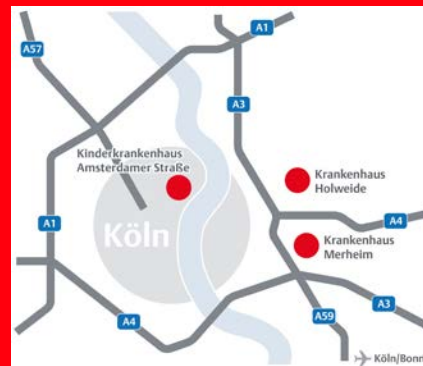 A1
A57
A3
Kinderkrankenhaus
Amsterdamer Straße
Krankenhaus
Holweide
A1
Köln
A4
Krankenhaus
Merheim
A4
A59
A3
Köln/Bonn